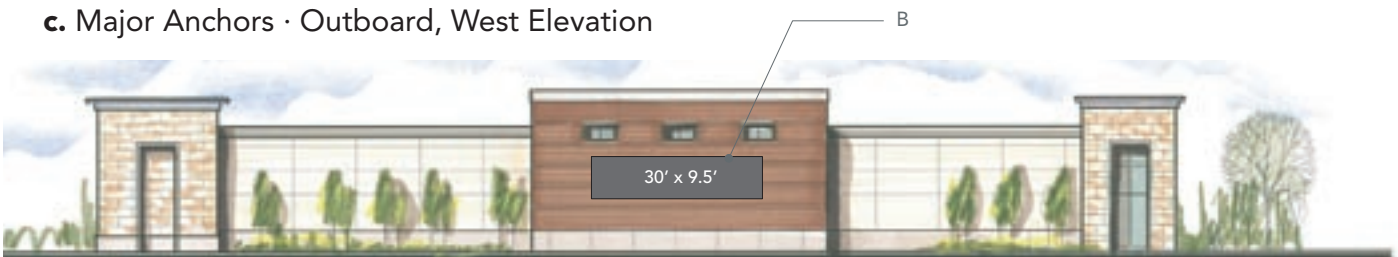 c. Major Anchors · Outboard, West Elevation
B
30’ x 9.5’